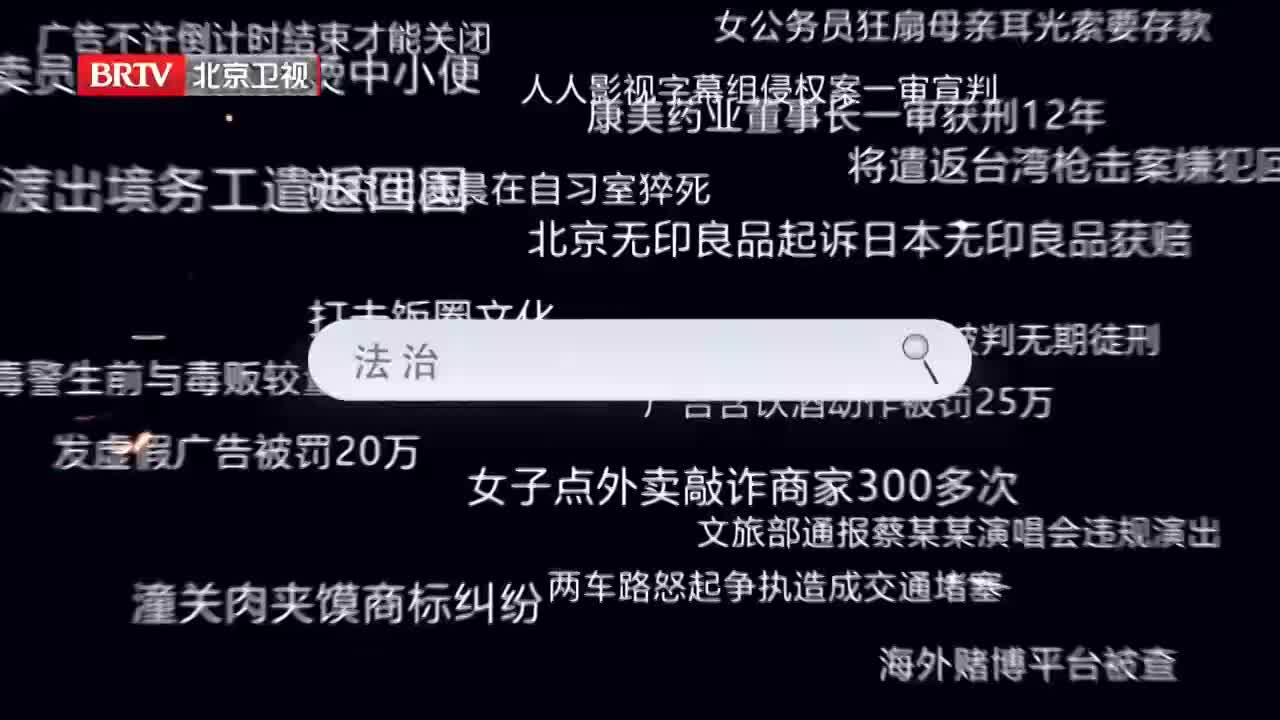 广告不许倒计时结束才能关闭
女公务员狂扇母亲耳光索要存款
卖员
BRTV 北京卫视
中小便
人人影视字幕组侵权案一审宣判
康美药业董事长一审获刑12年
将遣返台湾枪击案嫌犯回
渡出境务工遣返回国
晨在自习室猝死
北京无印良品起诉日本无印良品获赔
打击饭圈文化
被判无期徒刑
法治
毒警生前与毒贩较量
广告含饮酒动作被罚25万
发虚假广告被罚20万
女子点外卖敲诈商家300多次
文旅部通报蔡某某演唱会违规演出
两车路怒起争执造成交通堵塞
潼关肉夹馍商标纠纷
海外赌博平台被查